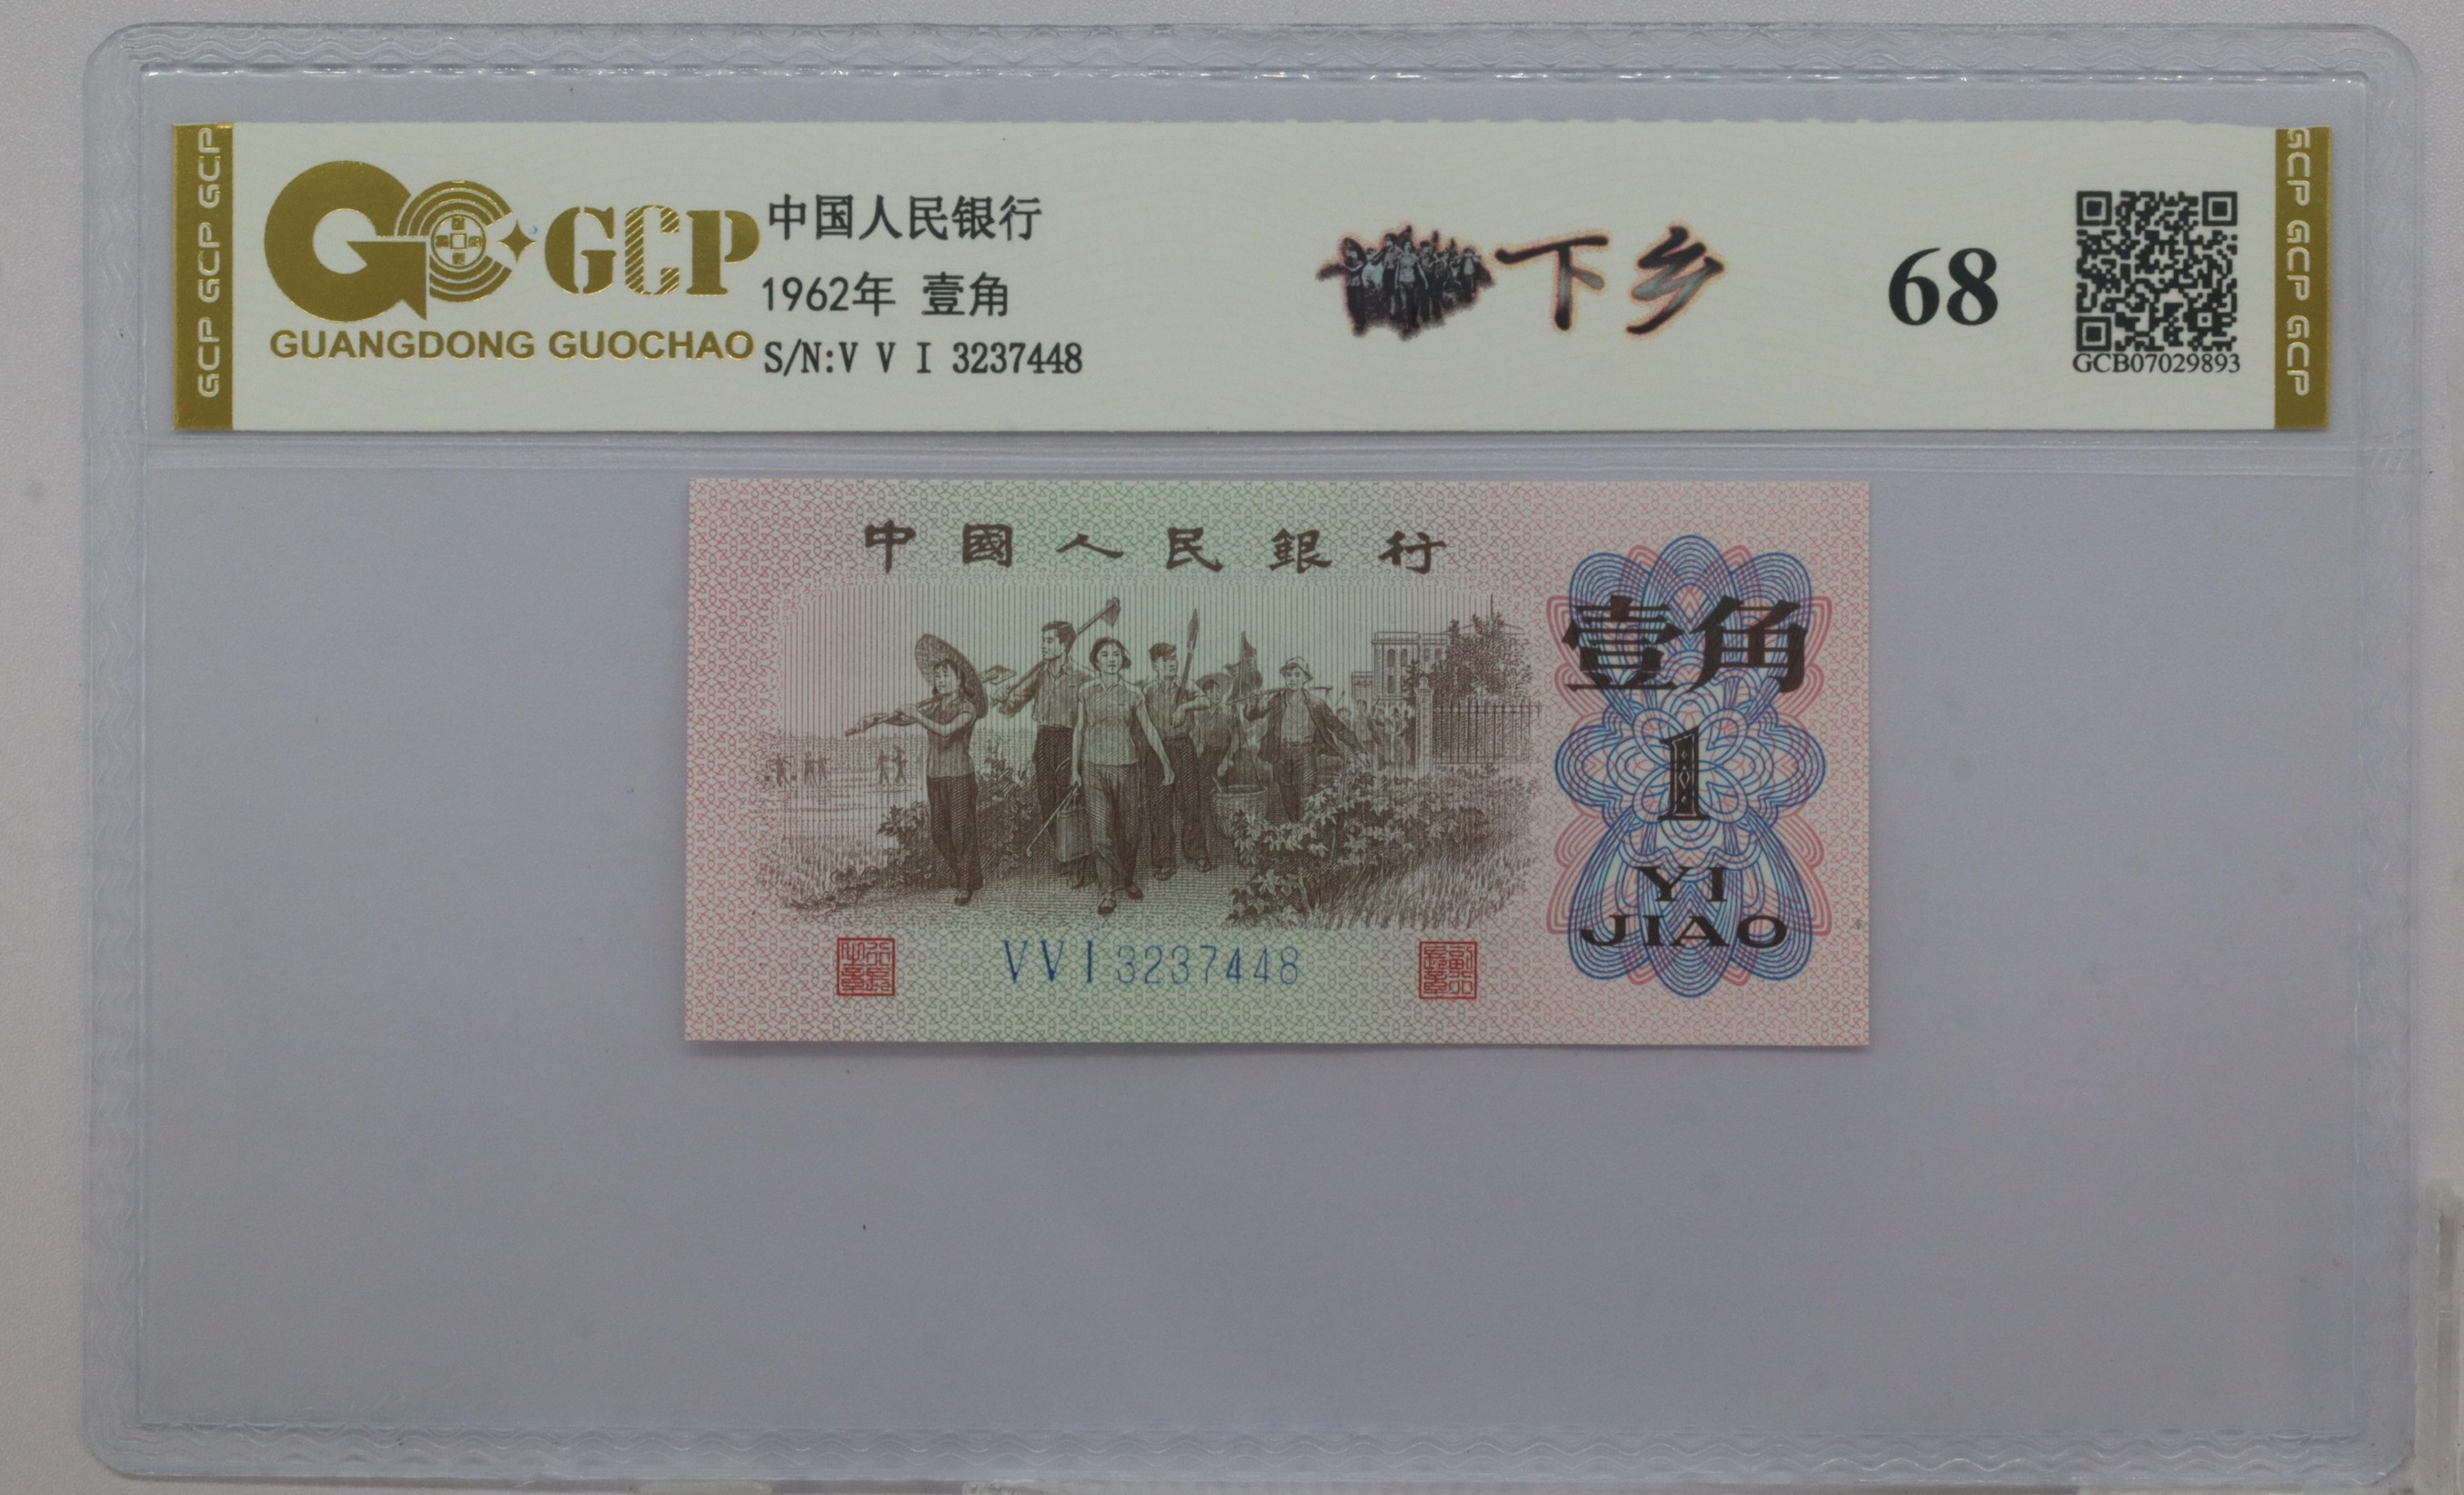 GCP GCP GCP
GCP
GUANGDONG GUOCHAO
中国人民银行
1962年 壹角
S/N:V V I 3237448
下乡
68
GCB07029893
GCP GCP GCP
中國人民銀行
壹角
1
YI
JIAO
VVI3237448